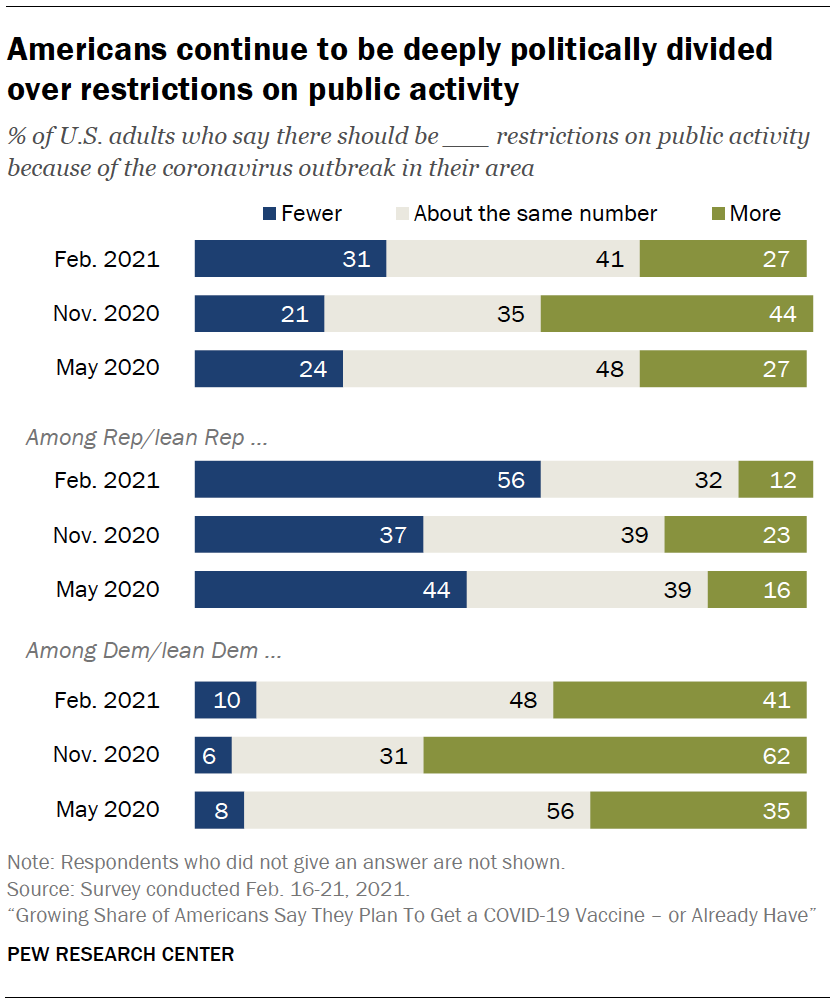 Americans continue to be deeply politically divided
over restrictions on public activity
% of U.S. adults who say there should be ___ restrictions on public activity
because of the coronavirus outbreak in their area
Fewer About the same number More
Feb. 2021 31 41 27
Nov. 2020 21 35 44
May 2020 24 48 27
Among Rep/lean Rep ...
Feb. 2021 56 32 12
Nov. 2020 37 39 23
May 2020 44 39 16
Among Dem/lean Dem ...
Feb. 2021 10 48 41
Nov. 2020 6 31 62
May 2020 8 56 35
Note: Respondents who did not give an answer are not shown.
Source: Survey conducted Feb. 16-21, 2021.
“Growing Share of Americans Say They Plan To Get a COVID-19 Vaccine – or Already Have”
PEW RESEARCH CENTER